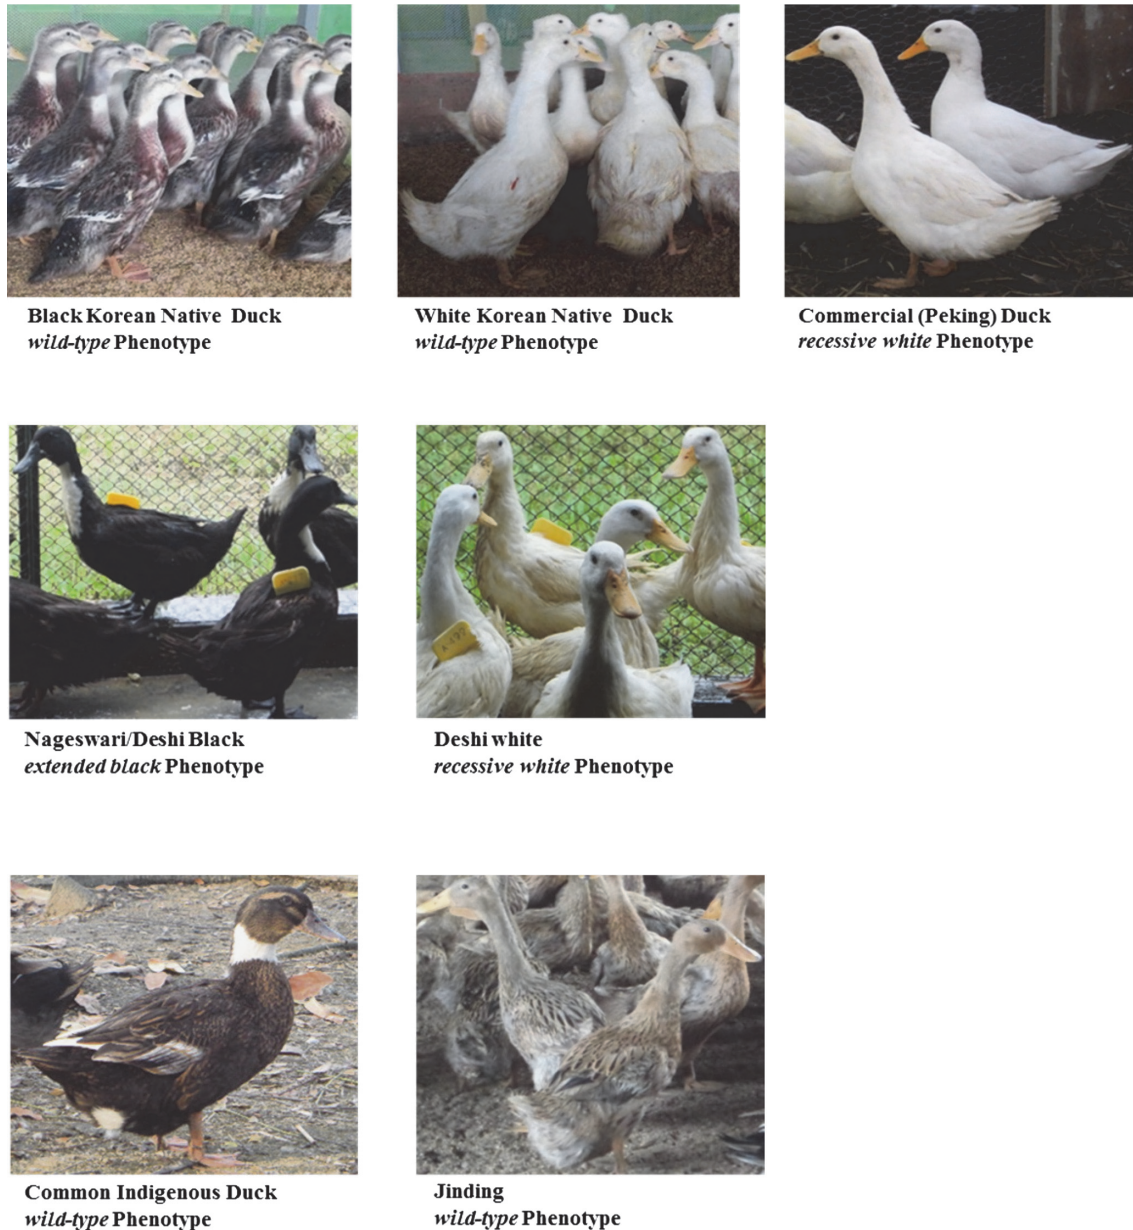 Black Korean Native Duck
wild-type Phenotype
White Korean Native Duck
wild-type Phenotype
Commercial (Peking) Duck
recessive white Phenotype
Nageswari/Deshi Black
extended black Phenotype
Deshi white
recessive white Phenotype
Common Indigenous Duck
wild-type Phenotype
Jinding
wild-type Phenotype